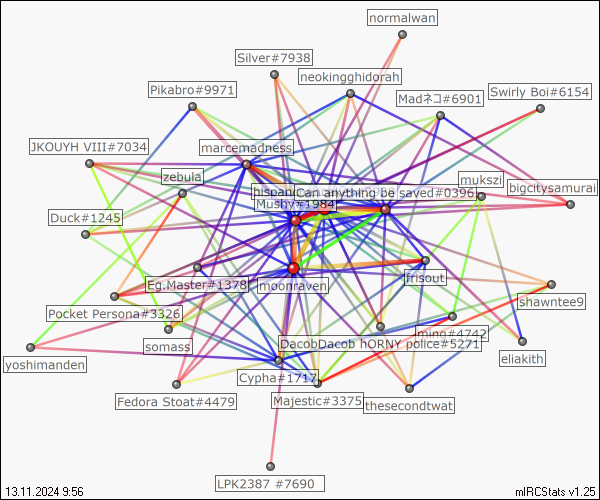 normalwan
Silver#7938
neokingghidorah
Pikabro#9971
Madネコ#6901
Swirly Boi#6154
JKOUYH VIII#7034
marcemadness
zebula
mukszi
bigcitysamurai
hispani
Can anything be saved#0396
Mushy#1984
Duck#1245
Eg.Master#1378
moonraven
frisout
shawntee9
Pocket Persona#3326
ming#4742
somass
DacobDacob hORNY police#5271
eliakith
yoshimanden
Cypha#1717
Fedora Stoat#4479
Majestic#3375
thesecondtwat
LPK2387 #7690
13.11.2024 9:56
mIRCStats v1.25